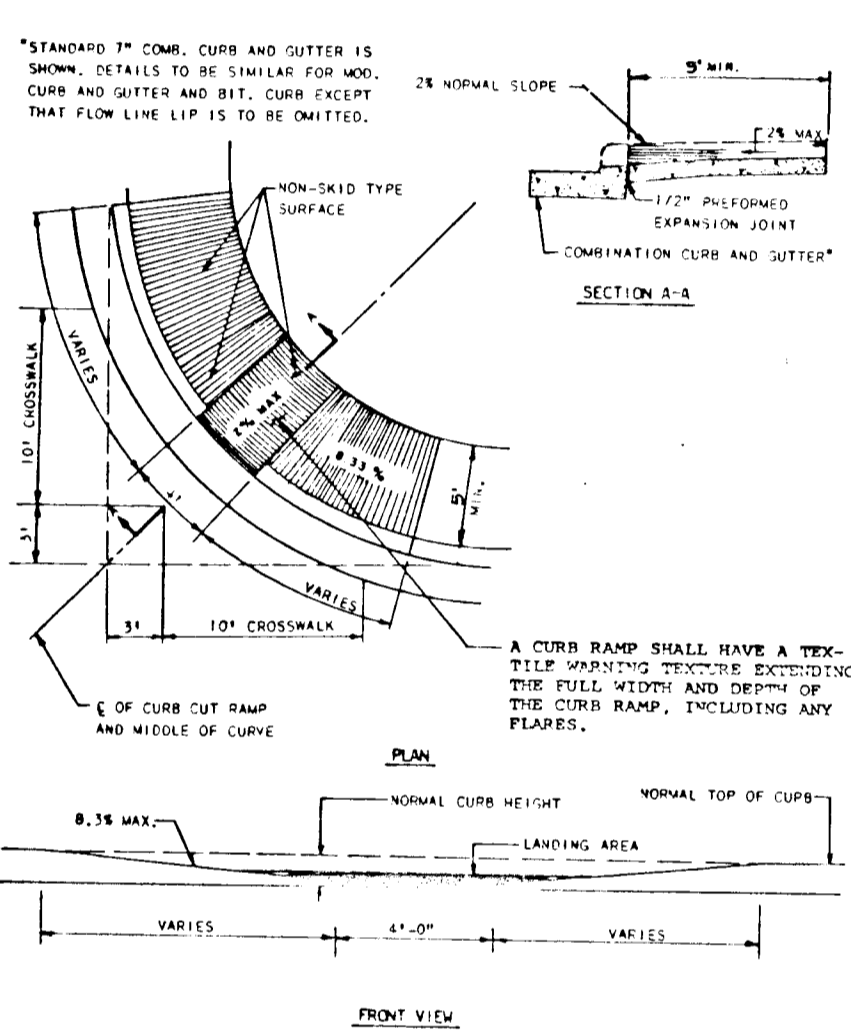 *STANDARD 7" COMB. CURB AND GUTTER IS
SHOWN. DETAILS TO BE SIMILAR FOR MOD.
CURB AND GUTTER AND BIT. CURB EXCEPT
THAT FLOW LINE LIP IS TO BE OMITTED.
2% NORMAL SLOPE
5' MIN.
2% MAX
1/2" PREFORMED
EXPANSION JOINT
COMBINATION CURB AND GUTTER*
SECTION A-A
NON-SKID TYPE
SURFACE
A
VARIES
10' CROSSWALK
2% MAX
8.33 %
5'
MIN.
4'
A
3'
VARIES
3'
10' CROSSWALK
A CURB RAMP SHALL HAVE A TEX-
TILE WARNING TEXTURE EXTENDING
THE FULL WIDTH AND DEPTH OF
THE CURB RAMP, INCLUDING ANY
FLARES.
℄ OF CURB CUT RAMP
AND MIDDLE OF CURVE
PLAN
8.3% MAX.
NORMAL CURB HEIGHT
NORMAL TOP OF CURB
LANDING AREA
VARIES
4'-0"
VARIES
FRONT VIEW